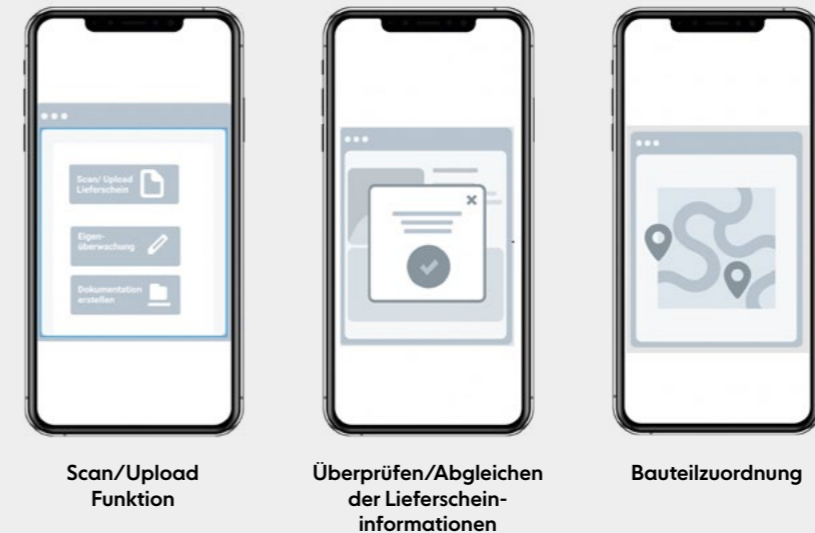 Scan/ Upload
Lieferschein
Eigen-
überwachung
Dokumentation
erstellen
Scan/Upload
Funktion
Überprüfen/Abgleichen
der Lieferschein-
informationen
Bauteilzuordnung